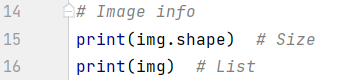 14 # Image info
15 print(img.shape)  # Size
16 print(img)  # List